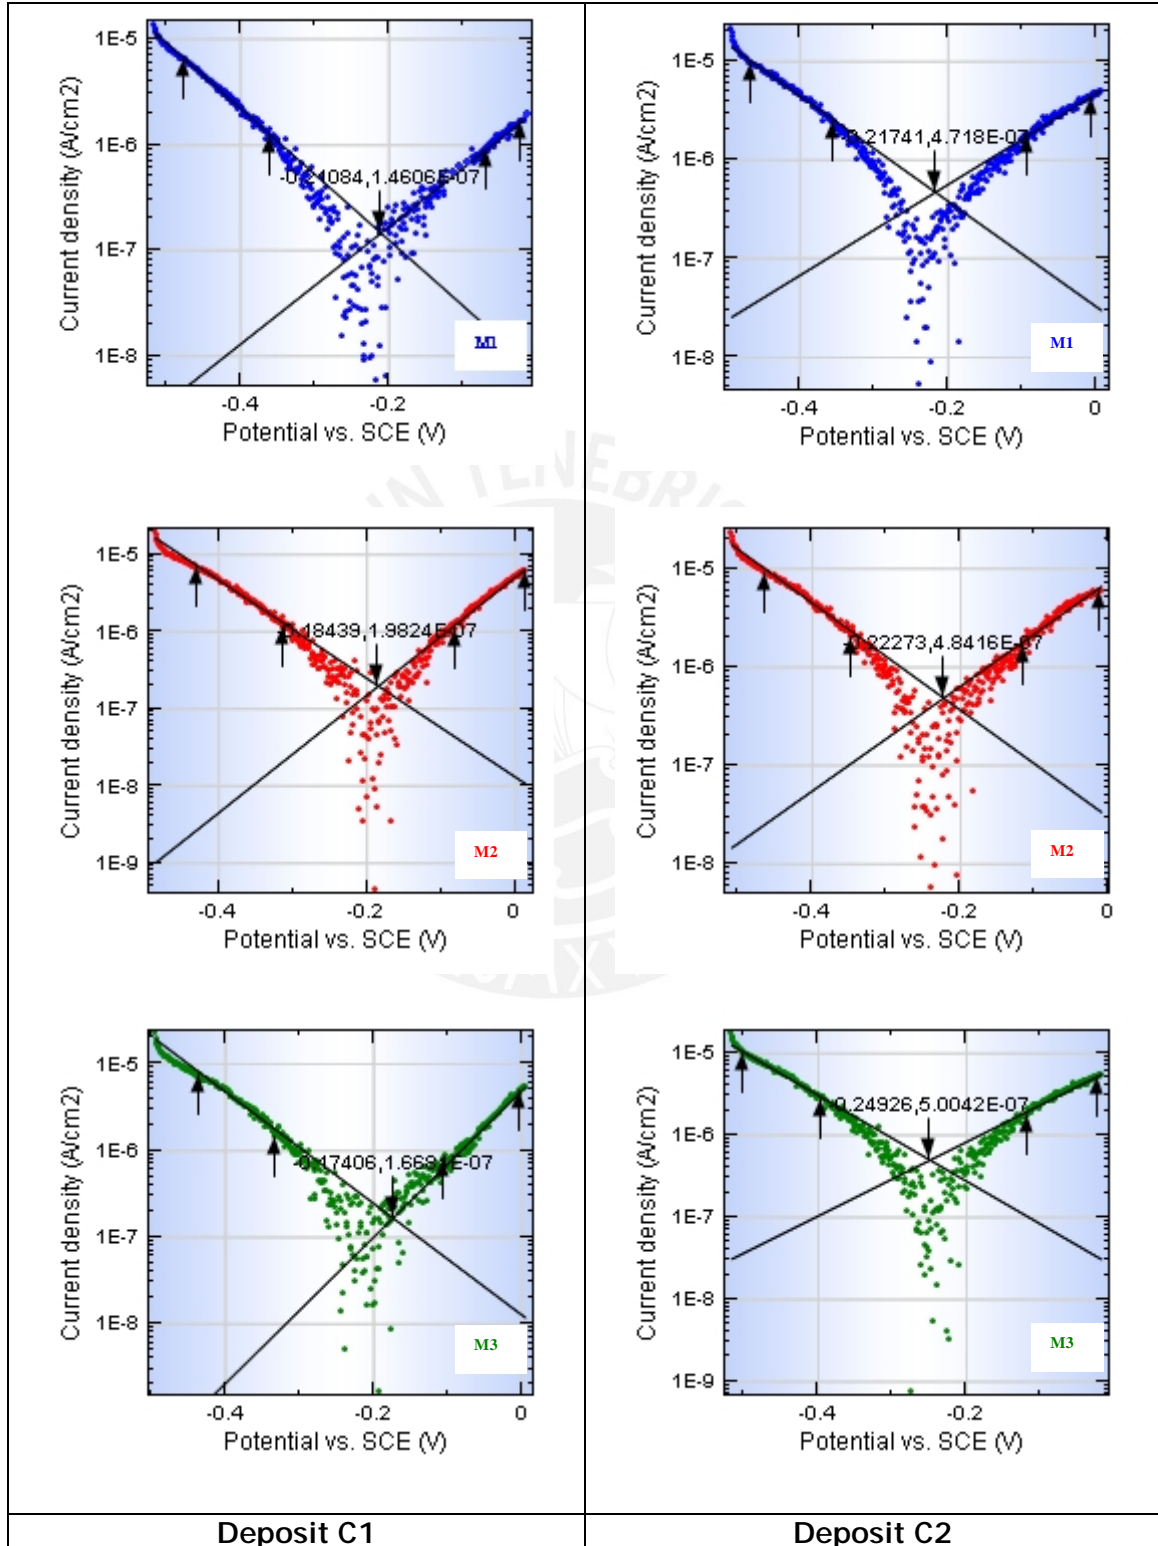 1E-5
1E-6
1E-7
1E-8
Current density (A/cm2)
-0.21084,1.4606E-07
M1
-0.4
-0.2
Potential vs. SCE (V)
1E-5
1E-6
1E-7
1E-8
Current density (A/cm2)
-0.21741,4.718E-07
M1
-0.4
-0.2
0
Potential vs. SCE (V)
IN TENEBRIS
1E-5
1E-6
1E-7
1E-8
1E-9
Current density (A/cm2)
-0.18439,1.9824E-07
M2
-0.4
-0.2
0
Potential vs. SCE (V)
1E-5
1E-6
1E-7
1E-8
Current density (A/cm2)
-0.22273,4.8416E-07
M2
-0.4
-0.2
0
Potential vs. SCE (V)
1E-5
1E-6
1E-7
1E-8
Current density (A/cm2)
M3
-0.4
-0.2
0
Potential vs. SCE (V)
1E-5
1E-6
1E-7
1E-8
1E-9
Current density (A/cm2)
-0.24926,5.0042E-07
M3
-0.4
-0.2
0
Potential vs. SCE (V)
Deposit C1
Deposit C2